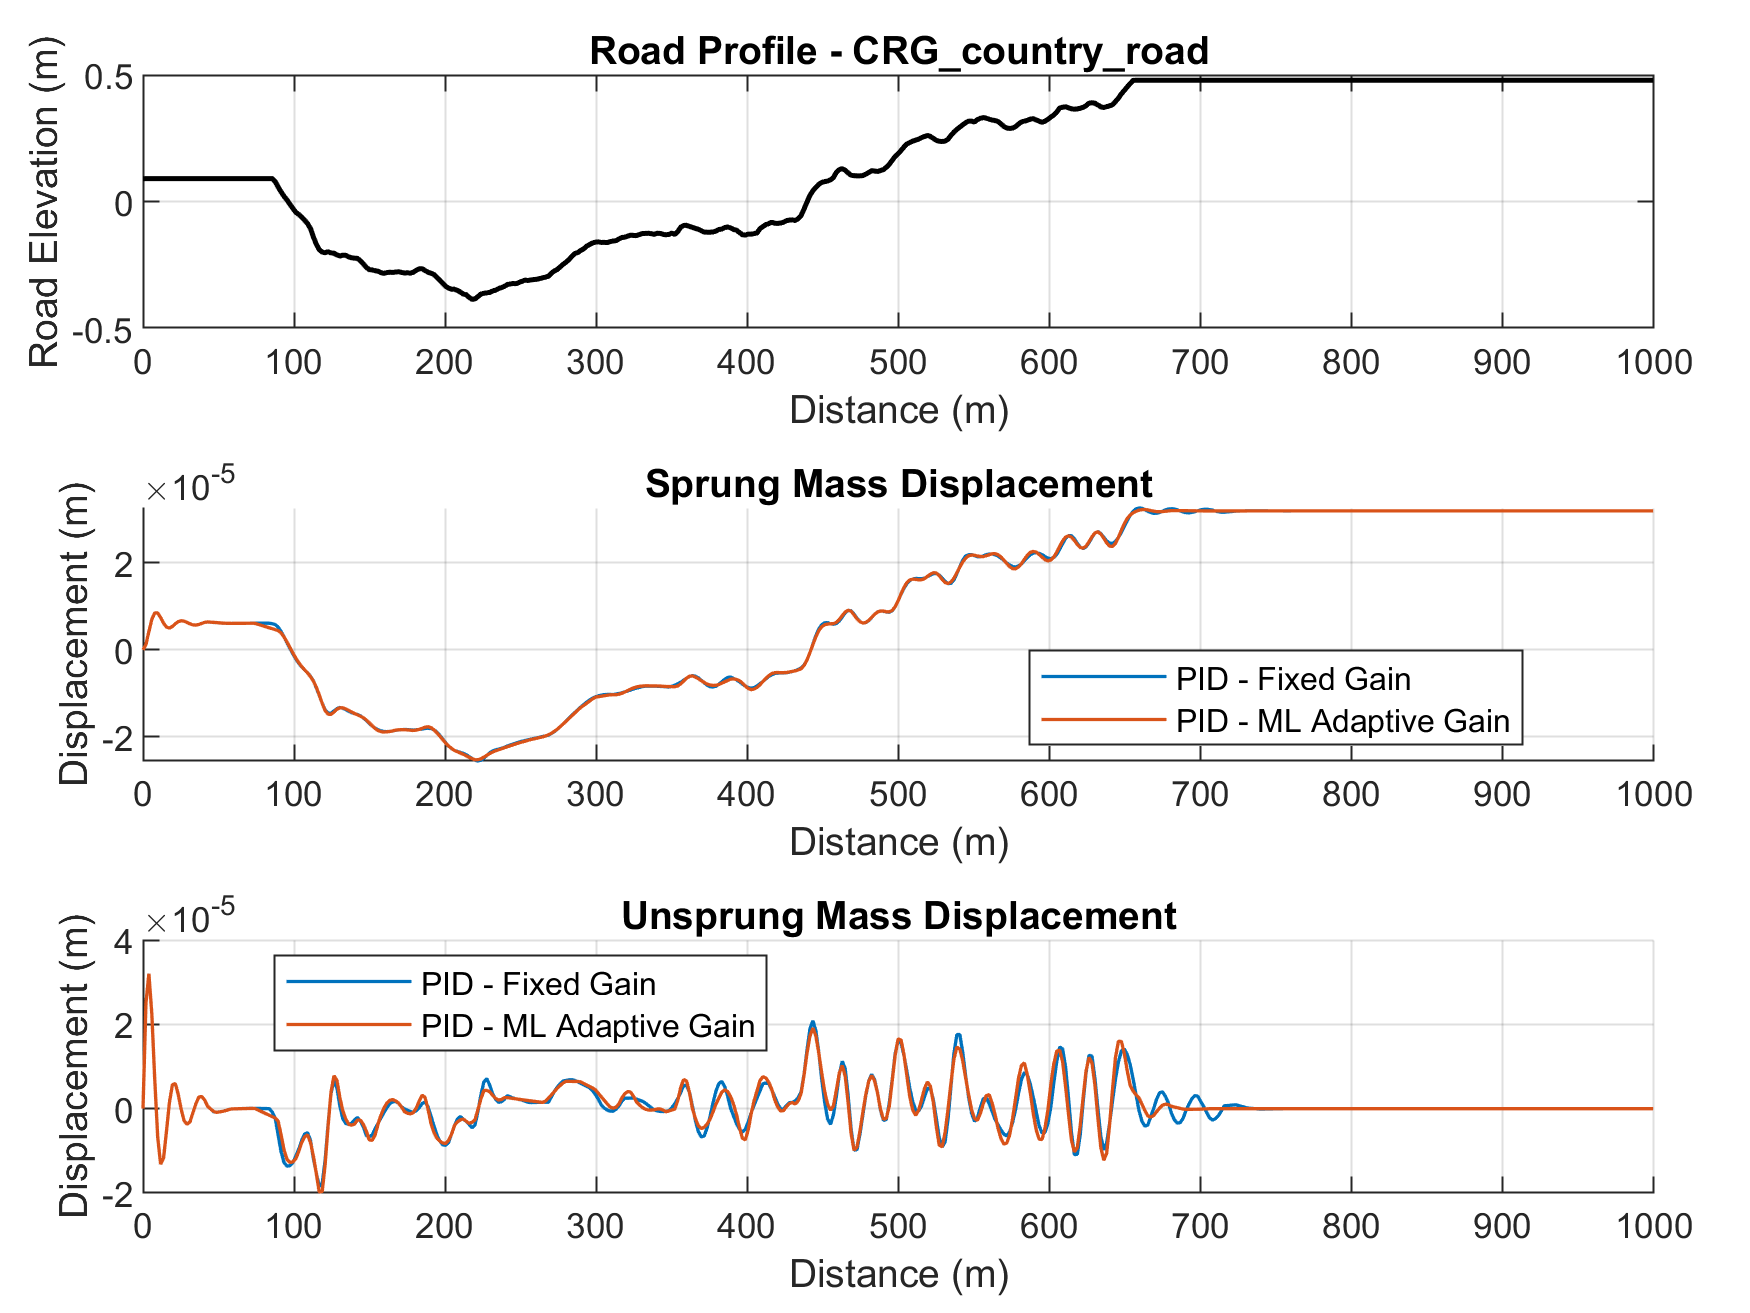 Road Profile - CRG_country_road
Road Elevation (m)
0.5
0
-0.5
0 100 200 300 400 500 600 700 800 900 1000
Distance (m)
Sprung Mass Displacement
×10-5
Displacement (m)
2
0
-2
PID - Fixed Gain
PID - ML Adaptive Gain
0 100 200 300 400 500 600 700 800 900 1000
Distance (m)
Unsprung Mass Displacement
×10-5
Displacement (m)
4
2
0
-2
PID - Fixed Gain
PID - ML Adaptive Gain
0 100 200 300 400 500 600 700 800 900 1000
Distance (m)